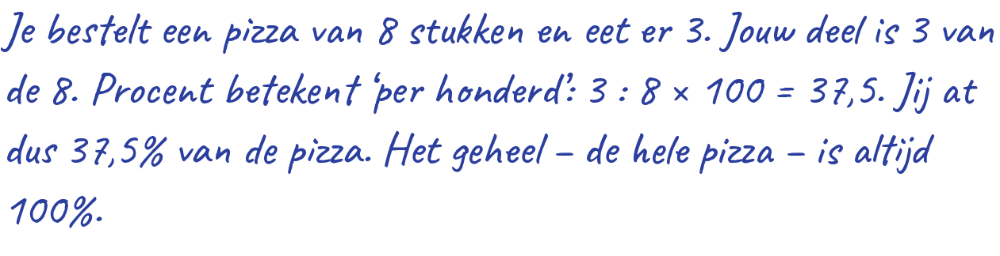 Je bestelt een pizza van 8 stukken en eet er 3. Jouw deel is 3 van
de 8. Procent betekent ‘per honderd’: 3 : 8 × 100 = 37,5. Jij at
dus 37,5% van de pizza. Het geheel – de hele pizza – is altijd
100%.